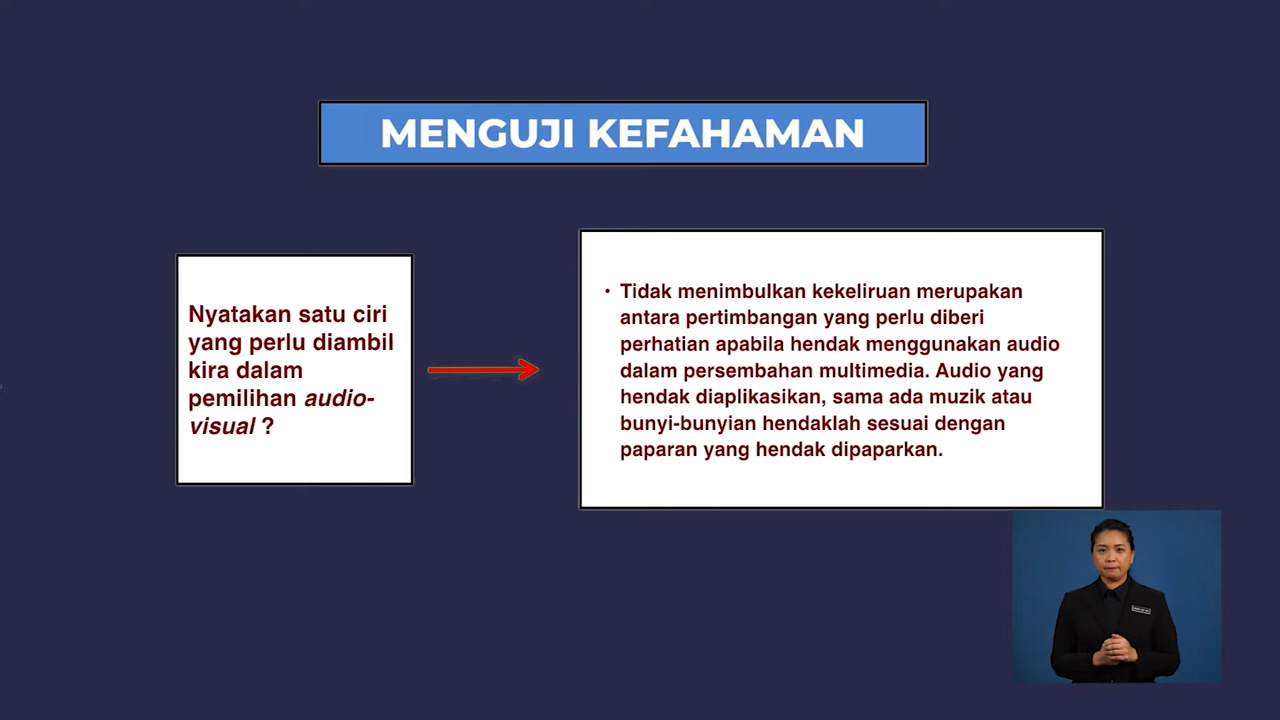 MENGUJI KEFAHAMAN
Nyatakan satu ciri
yang perlu diambil
kira dalam
pemilihan audio-
visual ?
• Tidak menimbulkan kekeliruan merupakan
antara pertimbangan yang perlu diberi
perhatian apabila hendak menggunakan audio
dalam persembahan multimedia. Audio yang
hendak diaplikasikan, sama ada muzik atau
bunyi-bunyian hendaklah sesuai dengan
paparan yang hendak dipaparkan.